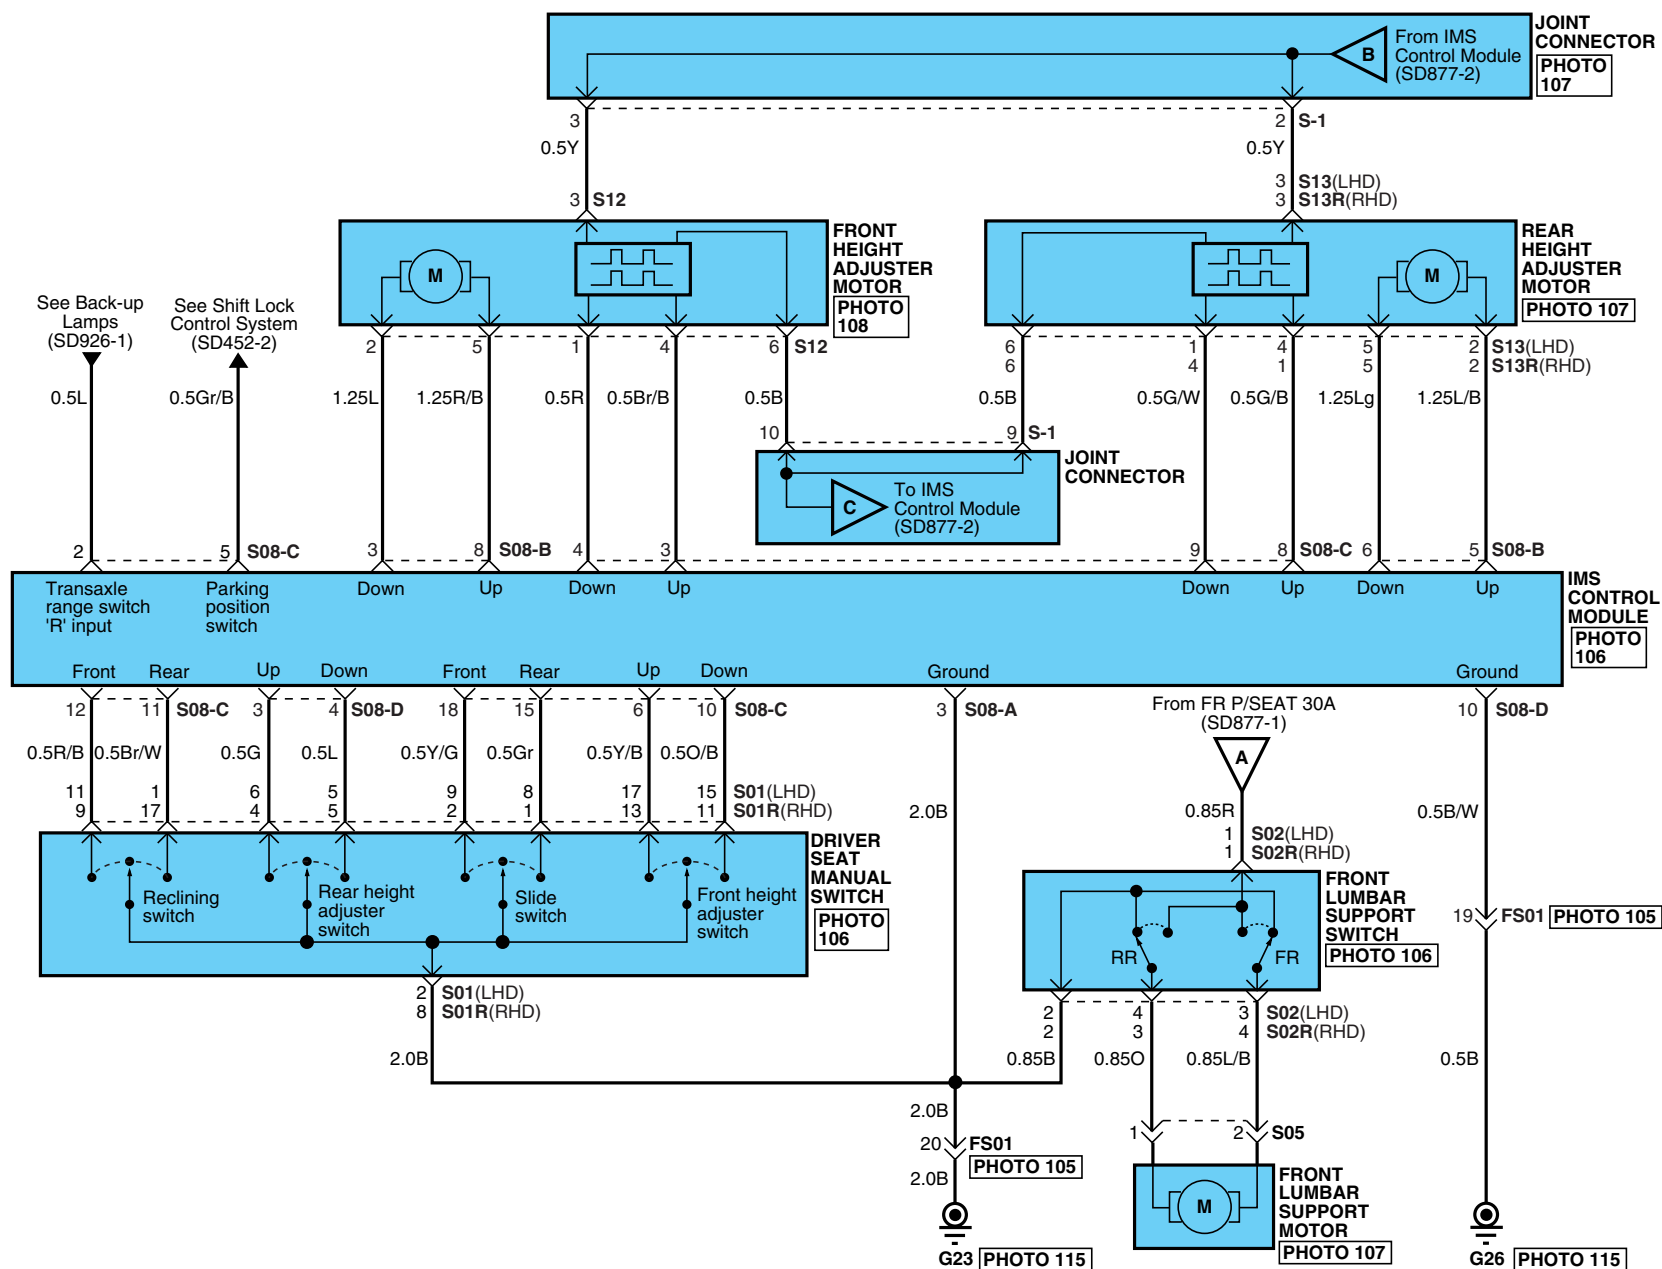 JOINT
CONNECTOR
PHOTO
107
B
From IMS
Control Module
(SD877-2)
3
2 S-1
0.5Y
0.5Y
3 S12
3 S13(LHD)
3 S13R(RHD)
FRONT
HEIGHT
ADJUSTER
MOTOR
PHOTO
108
M
REAR
HEIGHT
ADJUSTER
MOTOR
PHOTO 107
M
See Back-up
Lamps
(SD926-1)
See Shift Lock
Control System
(SD452-2)
2 5 1 4 6 S12
6 1 4 5 2 S13(LHD)
6 4 1 5 2 S13R(RHD)
0.5L 0.5Gr/B 1.25L 1.25R/B 0.5R 0.5Br/B 0.5B 0.5B 0.5G/W 0.5G/B 1.25Lg 1.25L/B
10 9 S-1
JOINT
CONNECTOR
C
To IMS
Control Module
(SD877-2)
2 5 S08-C 3 8 S08-B 4 3 9 8 S08-C 6 5 S08-B
Transaxle
range switch
'R' input
Parking
position
switch
Down Up Down Up Down Up Down Up
IMS
CONTROL
MODULE
PHOTO
106
Front Rear Up Down Front Rear Up Down Ground Ground
12 11 S08-C 3 4 S08-D 18 15 6 10 S08-C 3 S08-A 10 S08-D
From FR P/SEAT 30A
(SD877-1)
A
0.5R/B 0.5Br/W 0.5G 0.5L 0.5Y/G 0.5Gr 0.5Y/B 0.5O/B
11 1 6 5 9 8 17 15 S01(LHD)
9 17 4 5 2 1 13 11 S01R(RHD)
2.0B
0.85R
0.5B/W
1 S02(LHD)
1 S02R(RHD)
DRIVER
SEAT
MANUAL
SWITCH
PHOTO
106
Reclining
switch
Rear height
adjuster
switch
Slide
switch
Front height
adjuster
switch
FRONT
LUMBAR
SUPPORT
SWITCH
PHOTO 106
RR
FR
19 FS01 PHOTO 105
2 S01(LHD)
8 S01R(RHD)
2 4 3 S02(LHD)
2 3 4 S02R(RHD)
2.0B
0.85B 0.85O 0.85L/B 0.5B
2.0B
20 FS01
PHOTO 105
2.0B
1 2 S05
M
FRONT
LUMBAR
SUPPORT
MOTOR
PHOTO 107
G23 PHOTO 115
G26 PHOTO 115